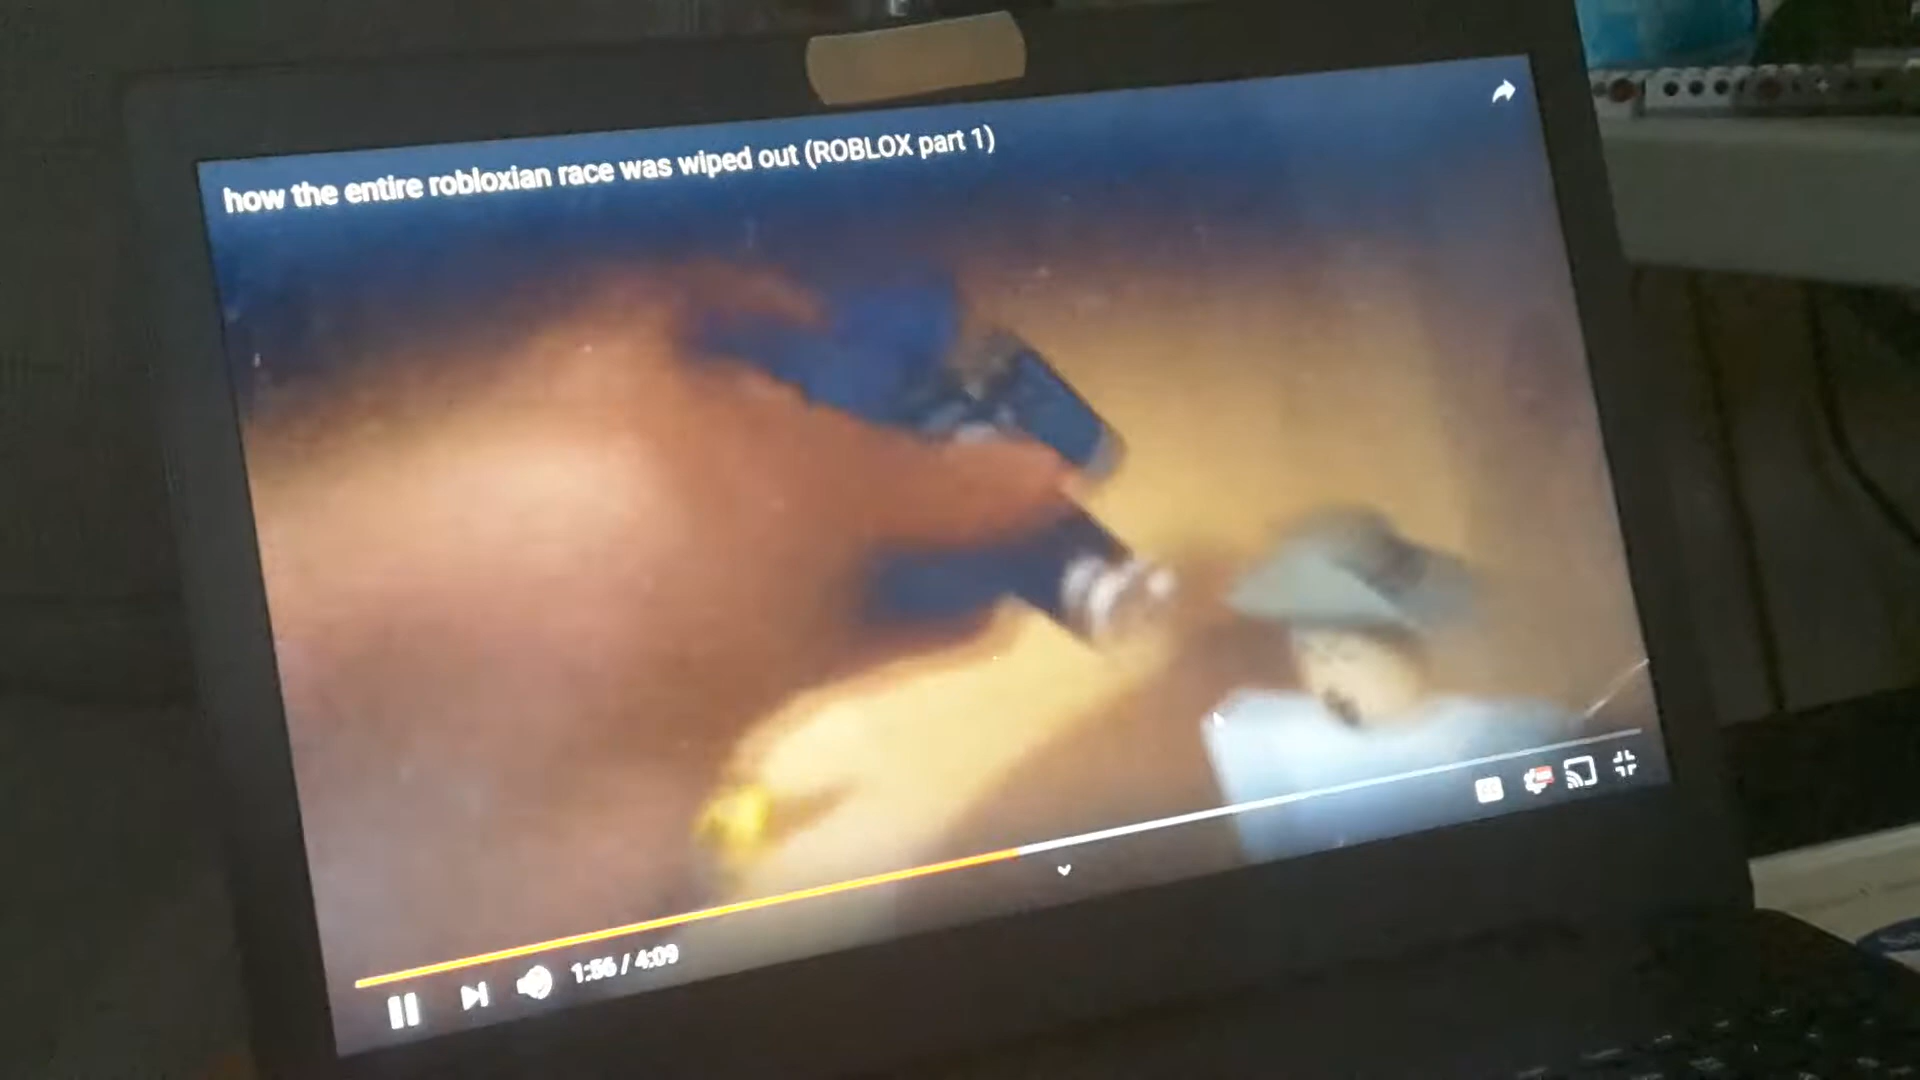 how the entire robloxian race was wiped out (ROBLOX part 1)
1:56 / 4:09